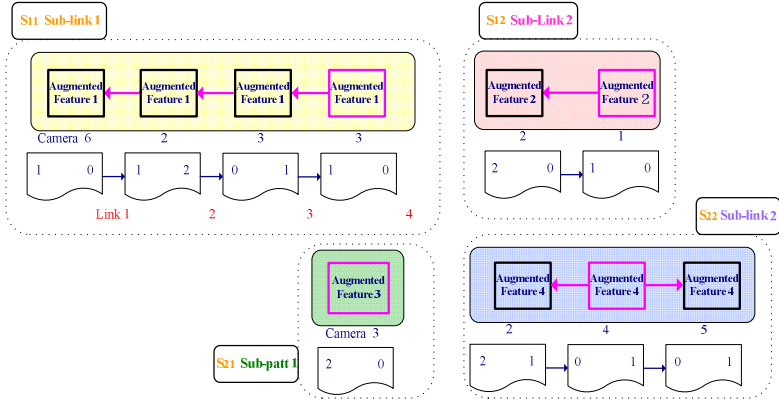 S11 Sub-link 1
S12 Sub-Link 2
Augmented Feature 1
Augmented Feature 1
Augmented Feature 1
Augmented Feature 1
Camera 6 2 3 3
1 0 1 2 0 1 1 0
Link 1 2 3 4
Augmented Feature 2
Augmented Feature 2
2 1
2 0 1 0
S22 Sub-link 2
Augmented Feature 3
Camera 3
S21 Sub-patt 1
2 0
Augmented Feature 4
Augmented Feature 4
Augmented Feature 4
2 4 5
2 1 0 1 0 1